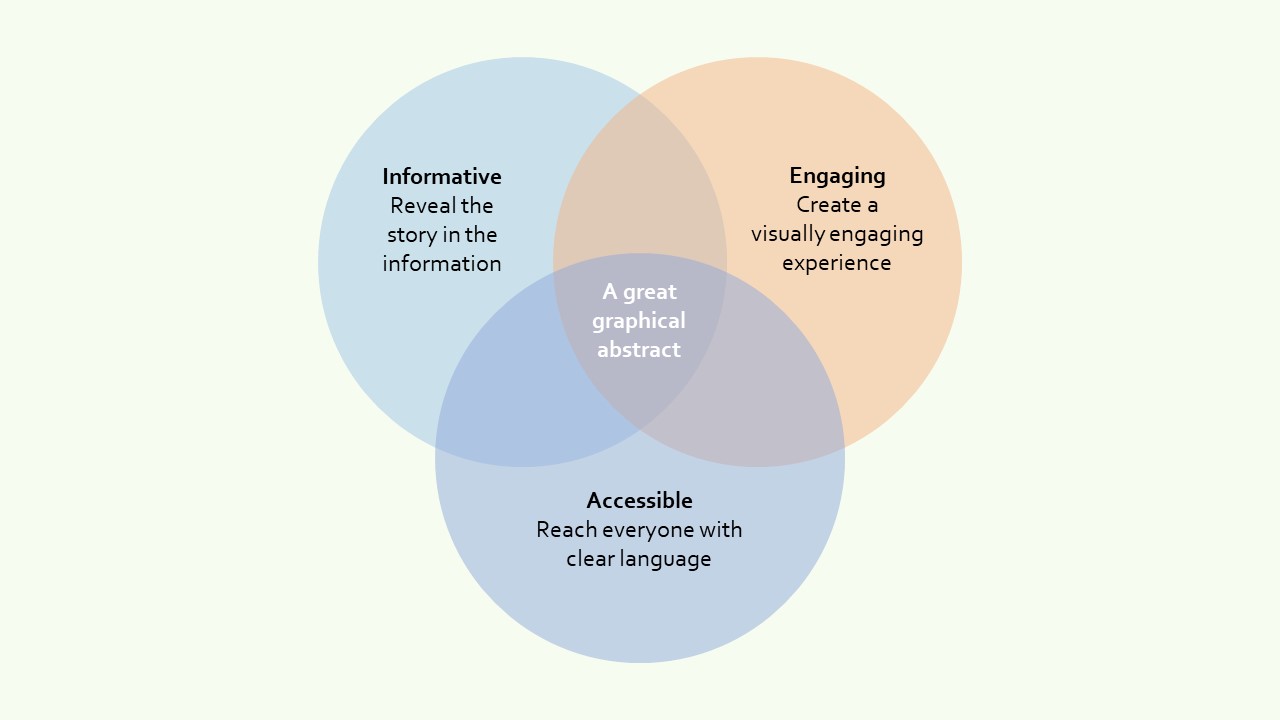 Informative
Reveal the
story in the
information
Engaging
Create a
visually engaging
experience
A great
graphical
abstract
Accessible
Reach everyone with
clear language